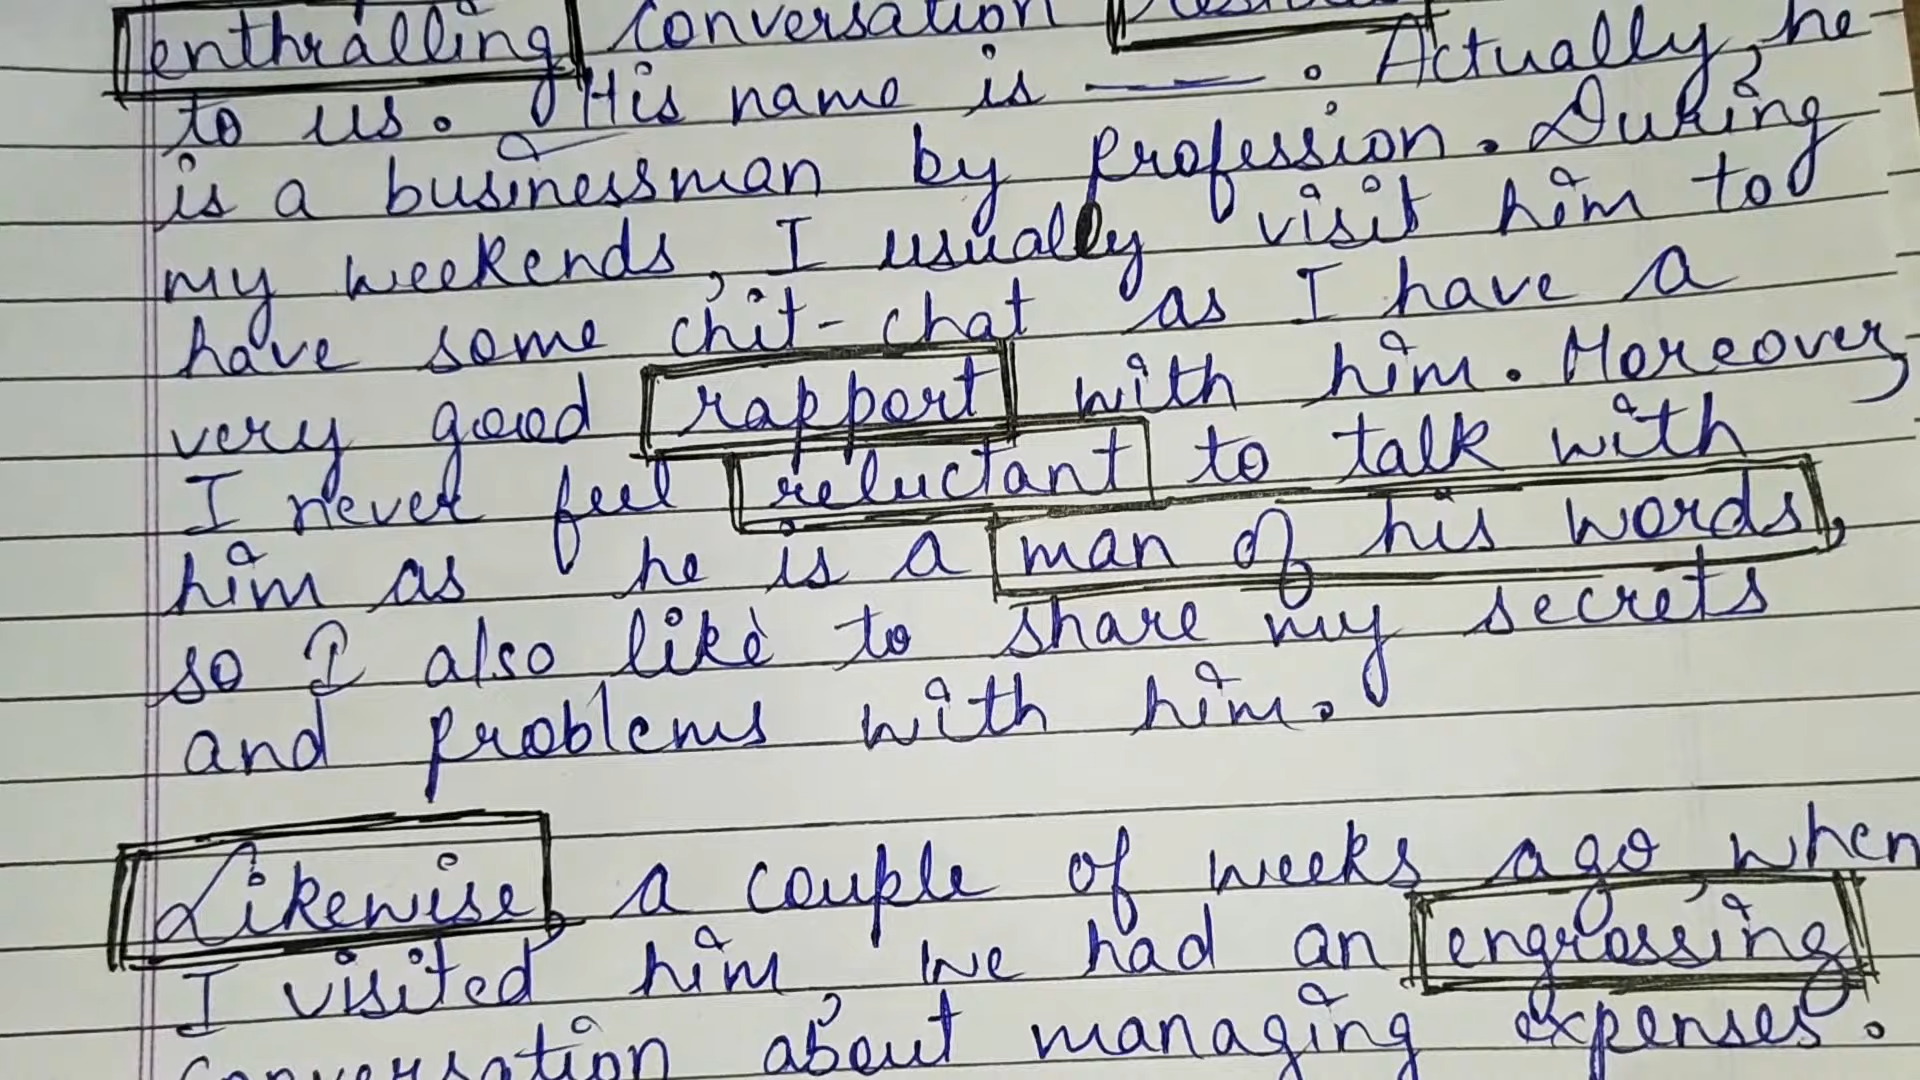 enthralling conversation
to us. His name is ——. Actually, he
is a businessman by profession. During
my weekends, I usually visit him to
have some chit-chat as I have a
very good rapport with him. Moreover,
I never feel reluctant to talk with
him as he is a man of his words,
so I also like to share my secrets
and problems with him.
Likewise, a couple of weeks ago, when
I visited him, we had an engrossing
conversation about managing expenses.